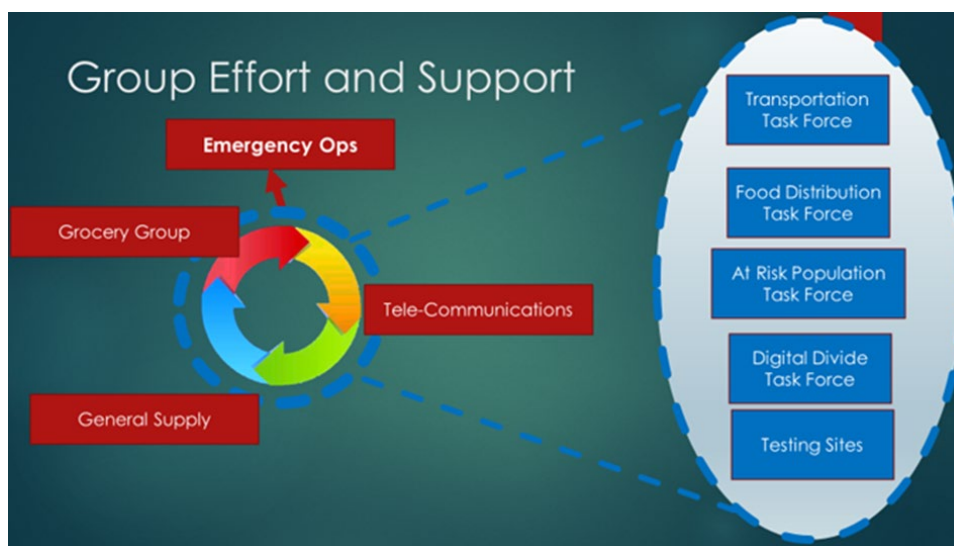 Group Effort and Support
Emergency Ops
Grocery Group
Tele-Communications
General Supply
Transportation
Task Force
Food Distribution
Task Force
At Risk Population
Task Force
Digital Divide
Task Force
Testing Sites